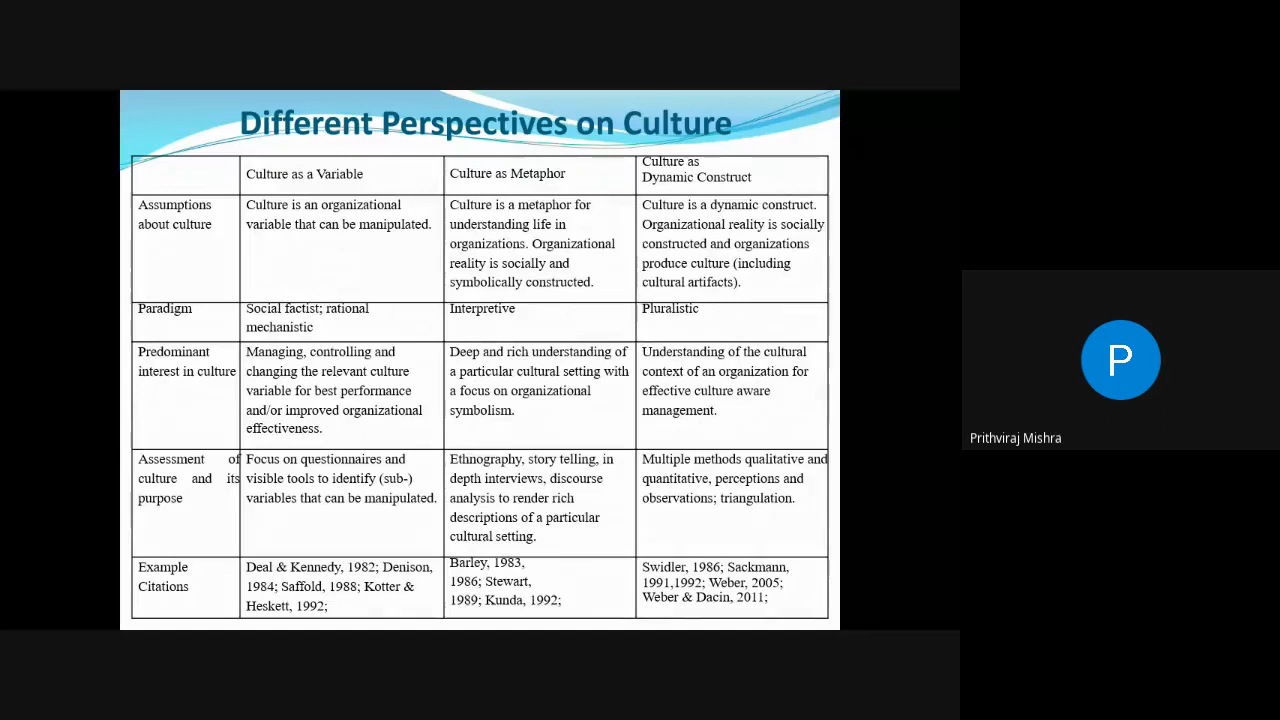 Different Perspectives on Culture
Culture as a Variable
Culture as Metaphor
Culture as
Dynamic Construct
Assumptions
about culture
Culture is an organizational
variable that can be manipulated.
Culture is a metaphor for
understanding life in
organizations. Organizational
reality is socially and
symbolically constructed.
Culture is a dynamic construct.
Organizational reality is socially
constructed and organizations
produce culture (including
cultural artifacts).
Paradigm
Social factist; rational
mechanistic
Interpretive
Pluralistic
Predominant
interest in culture
Managing, controlling and
changing the relevant culture
variable for best performance
and/or improved organizational
effectiveness.
Deep and rich understanding of
a particular cultural setting with
a focus on organizational
symbolism.
Understanding of the cultural
context of an organization for
effective culture aware
management.
Assessment of
culture and its
purpose
Focus on questionnaires and
visible tools to identify (sub-)
variables that can be manipulated.
Ethnography, story telling, in
depth interviews, discourse
analysis to render rich
descriptions of a particular
cultural setting.
Multiple methods qualitative and
quantitative, perceptions and
observations; triangulation.
Example
Citations
Deal & Kennedy, 1982; Denison,
1984; Saffold, 1988; Kotter &
Heskett, 1992;
Barley, 1983,
1986; Stewart,
1989; Kunda, 1992;
Swidler, 1986; Sackmann,
1991,1992; Weber, 2005;
Weber & Dacin, 2011;
P
Prithviraj Mishra